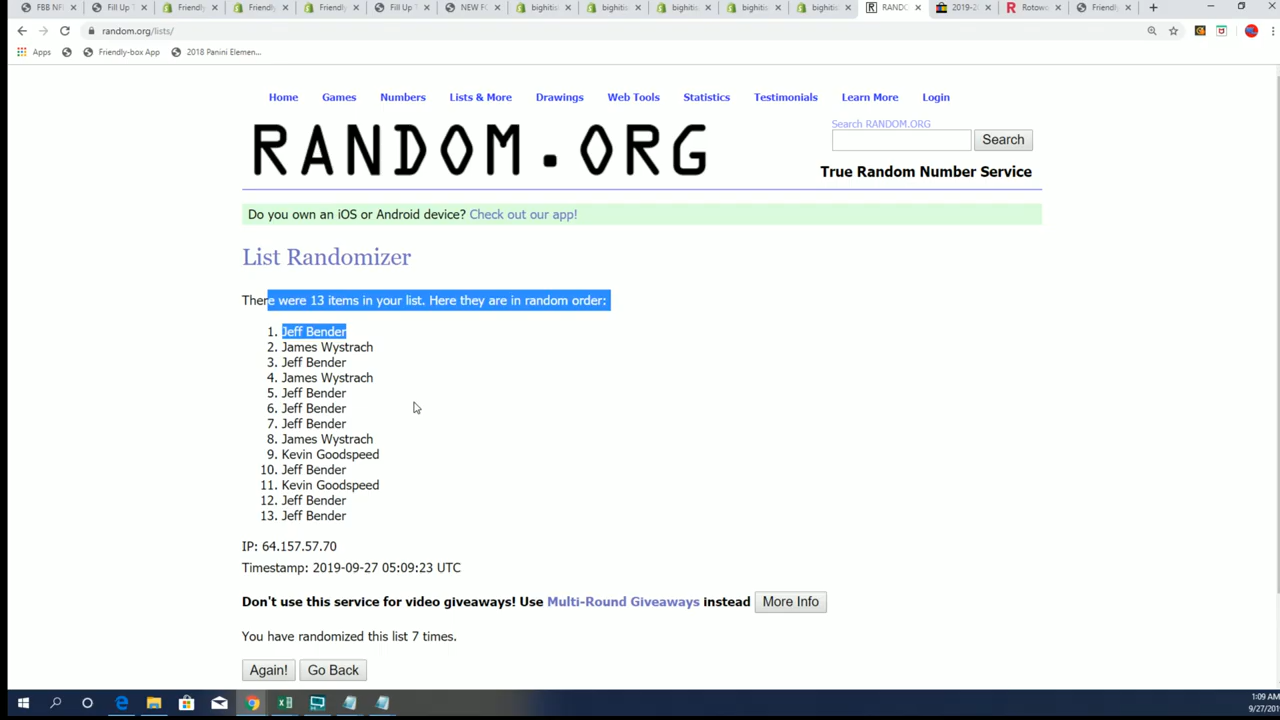 FBB NFL
Fill Up T
Friendly
Friendly
Friendly
Fill Up T
NEW FO
bighitis
bighitis
bighitis
bighitis
bighitis
RANDO
2019-2
Rotowo
Friendly
random.org/lists/
Apps
Friendly-box App
2018 Panini Elemen...
Home Games Numbers Lists & More Drawings Web Tools Statistics Testimonials Learn More Login
RANDOM.ORG
Search RANDOM.ORG
Search
True Random Number Service
Do you own an iOS or Android device? Check out our app!
List Randomizer
There were 13 items in your list. Here they are in random order:
1. Jeff Bender
2. James Wystrach
3. Jeff Bender
4. James Wystrach
5. Jeff Bender
6. Jeff Bender
7. Jeff Bender
8. James Wystrach
9. Kevin Goodspeed
10. Jeff Bender
11. Kevin Goodspeed
12. Jeff Bender
13. Jeff Bender
IP: 64.157.57.70
Timestamp: 2019-09-27 05:09:23 UTC
Don't use this service for video giveaways! Use Multi-Round Giveaways instead More Info
You have randomized this list 7 times.
Again! Go Back
1:09 AM
9/27/201